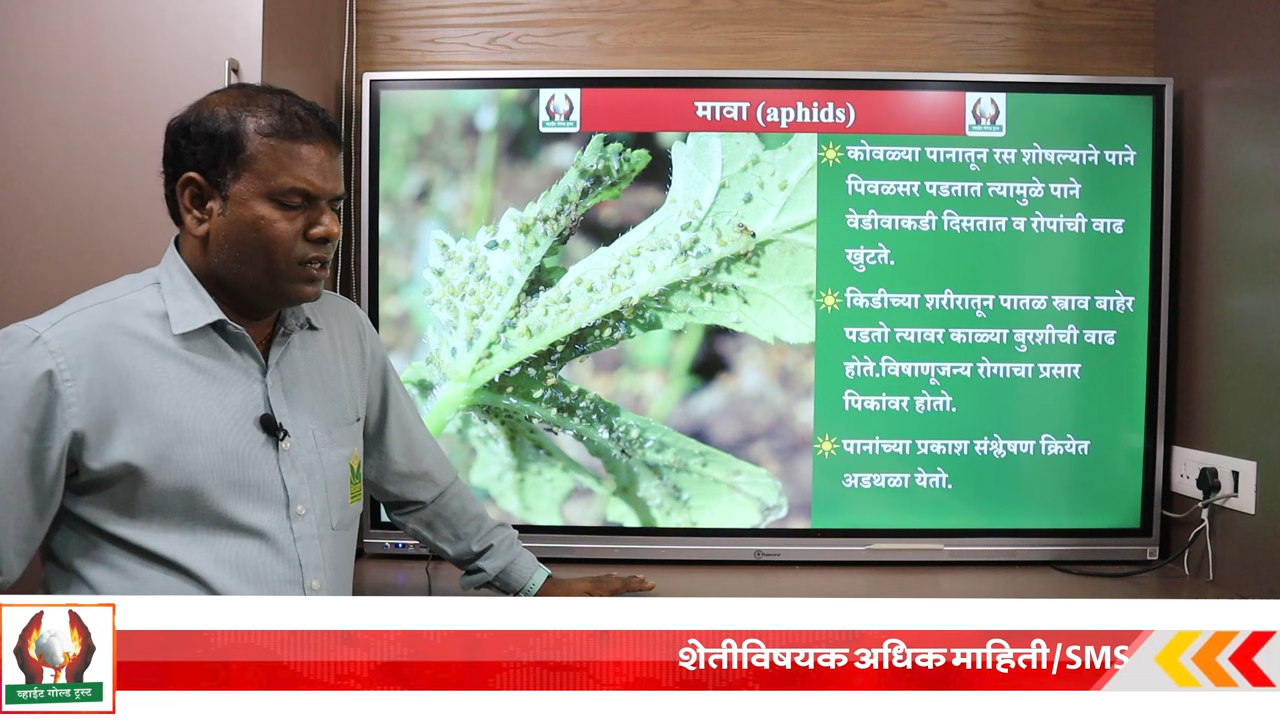 मावा (aphids)
कोवळ्या पानातून रस शोषल्याने पाने
पिवळसर पडतात त्यामुळे पाने
वेडीवाकडी दिसतात व रोपांची वाढ
खुंटते.
किडीच्या शरीरातून पातळ स्त्राव बाहेर
पडतो त्यावर काळ्या बुरशीची वाढ
होते.विषाणूजन्य रोगाचा प्रसार
पिकांवर होतो.
पानांच्या प्रकाश संश्लेषण क्रियेत
अडथळा येतो.
शेतीविषयक अधिक माहिती/SMS
व्हाईट गोल्ड ट्रस्ट